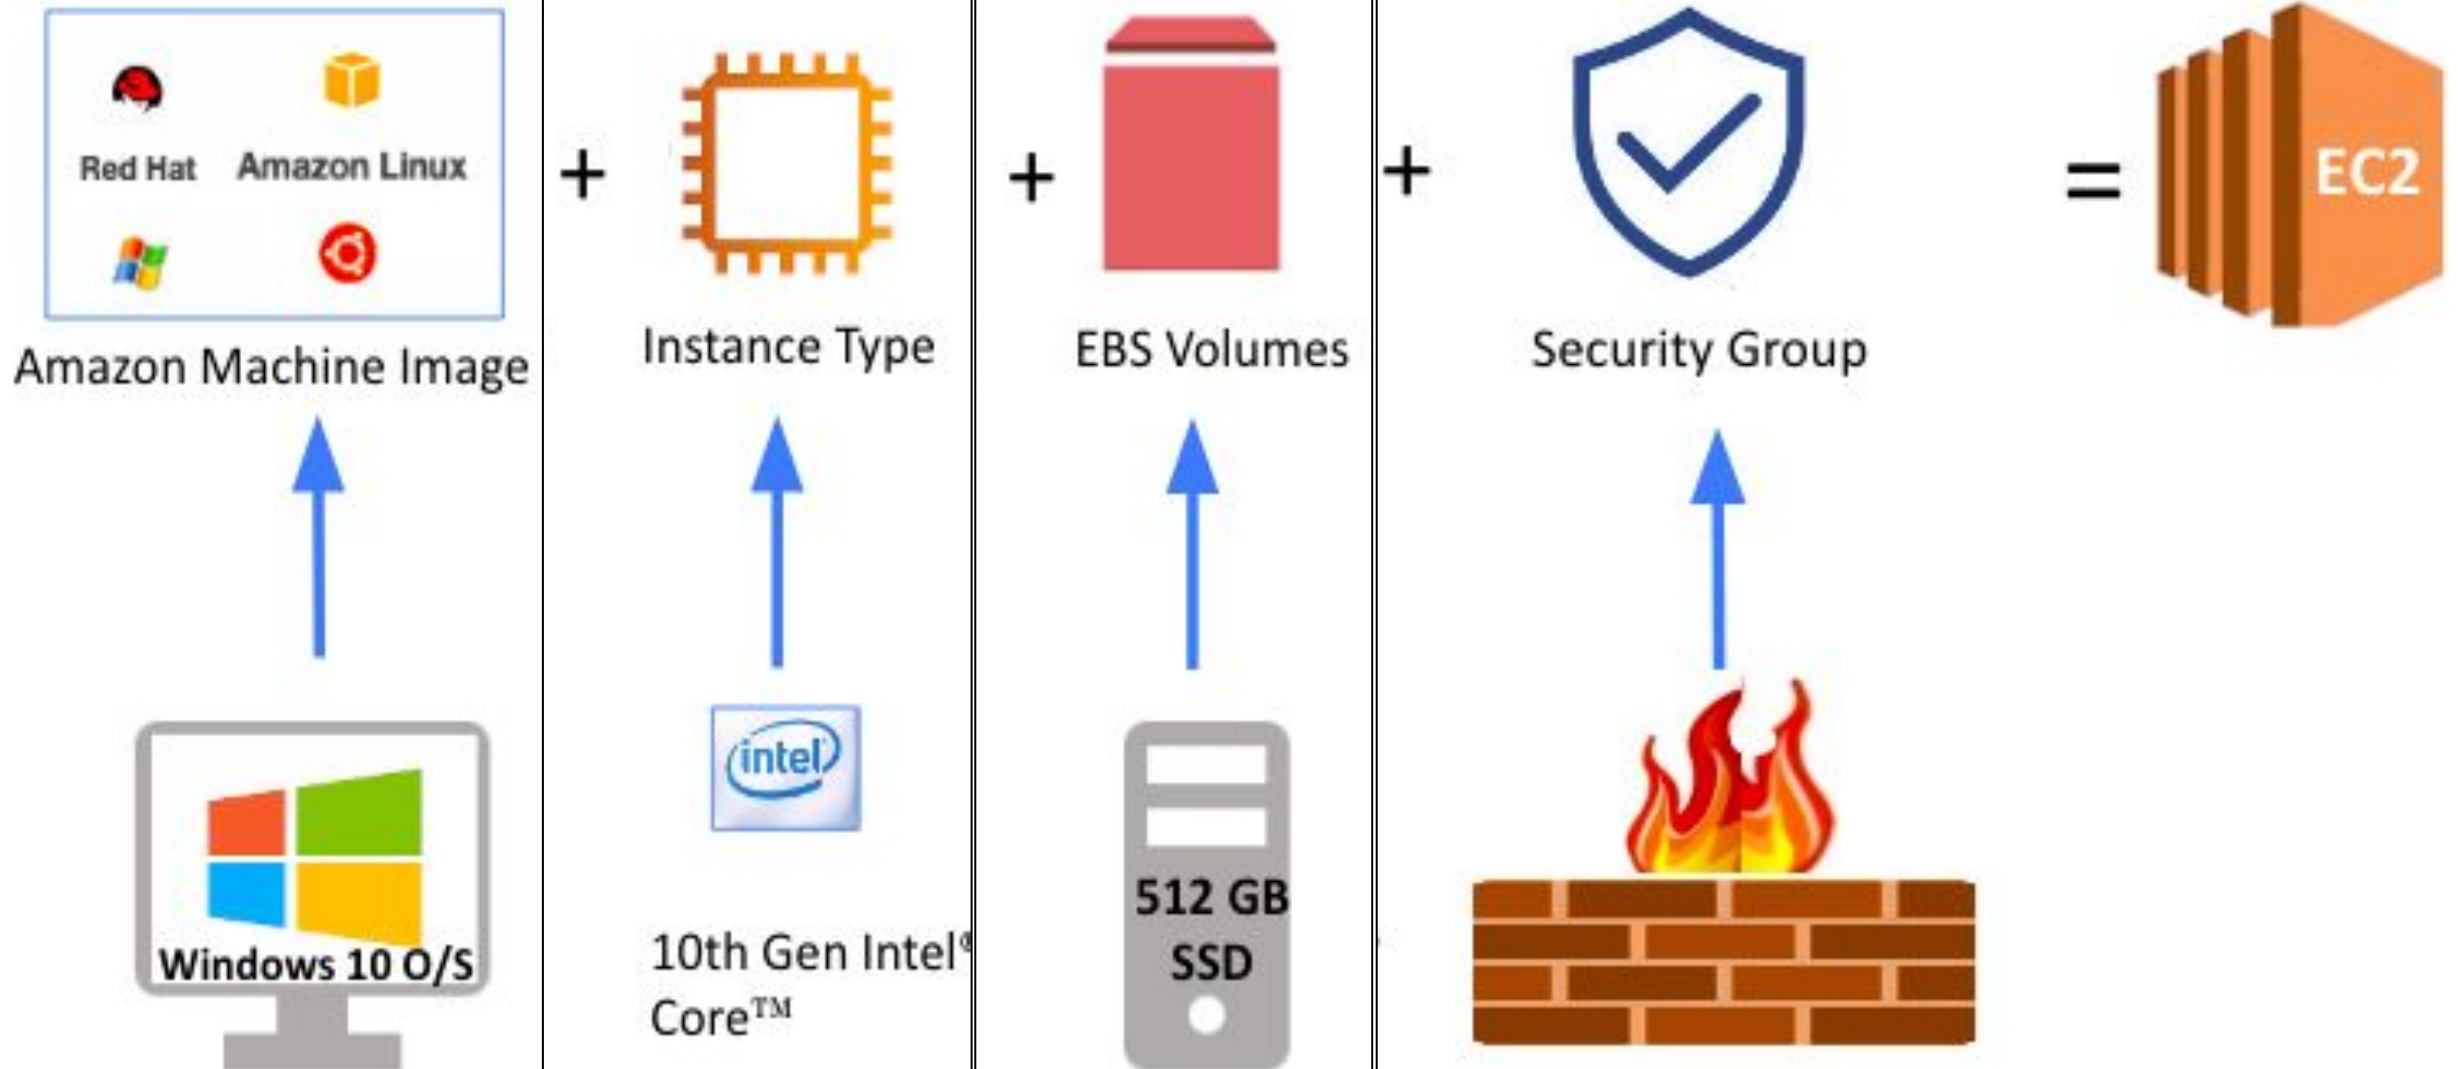 Red Hat
Amazon Linux
Amazon Machine Image
+
Instance Type
+
EBS Volumes
+
Security Group
=
EC2
Windows 10 O/S
intel
10th Gen Intel®
Core™
512 GB
SSD